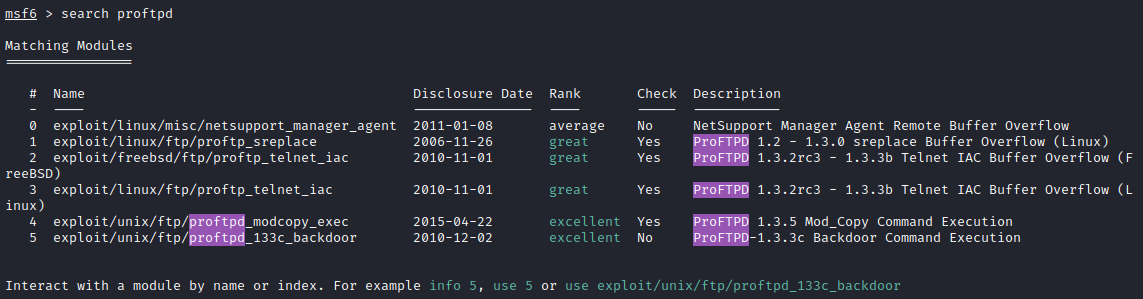 msf6 > search proftpd
Matching Modules
================
#  Name                                         Disclosure Date  Rank       Check  Description
-  ----                                         ---------------  ----       -----  -----------
0  exploit/linux/misc/netsupport_manager_agent  2011-01-08       average    No     NetSupport Manager Agent Remote Buffer Overflow
1  exploit/linux/ftp/proftp_sreplace            2006-11-26       great      Yes    ProFTPD 1.2 - 1.3.0 sreplace Buffer Overflow (Linux)
2  exploit/freebsd/ftp/proftp_telnet_iac        2010-11-01       great      Yes    ProFTPD 1.3.2rc3 - 1.3.3b Telnet IAC Buffer Overflow (F
reeBSD)
3  exploit/linux/ftp/proftp_telnet_iac          2010-11-01       great      Yes    ProFTPD 1.3.2rc3 - 1.3.3b Telnet IAC Buffer Overflow (L
inux)
4  exploit/unix/ftp/proftpd_modcopy_exec        2015-04-22       excellent  Yes    ProFTPD 1.3.5 Mod_Copy Command Execution
5  exploit/unix/ftp/proftpd_133c_backdoor       2010-12-02       excellent  No     ProFTPD-1.3.3c Backdoor Command Execution
Interact with a module by name or index. For example info 5, use 5 or use exploit/unix/ftp/proftpd_133c_backdoor